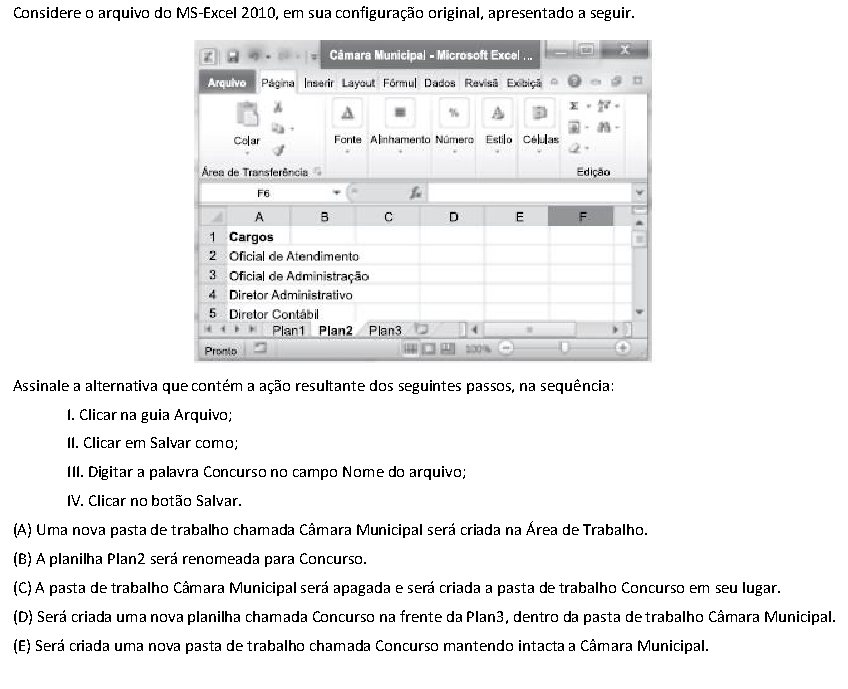 Considere o arquivo do MS-Excel 2010, em sua configuração original, apresentado a seguir.
Câmara Municipal - Microsoft Excel ...
Arquivo Página Inserir Layout Fórmul Dados Revisã Exibiçã
Colar Fonte Alinhamento Número Estilo Células
Área de Transferência Edição
F6 fx
A B C D E F
1 Cargos
2 Oficial de Atendimento
3 Oficial de Administração
4 Diretor Administrativo
5 Diretor Contábil
Plan1 Plan2 Plan3
Pronto 100%
Assinale a alternativa que contém a ação resultante dos seguintes passos, na sequência:
I. Clicar na guia Arquivo;
II. Clicar em Salvar como;
III. Digitar a palavra Concurso no campo Nome do arquivo;
IV. Clicar no botão Salvar.
(A) Uma nova pasta de trabalho chamada Câmara Municipal será criada na Área de Trabalho.
(B) A planilha Plan2 será renomeada para Concurso.
(C) A pasta de trabalho Câmara Municipal será apagada e será criada a pasta de trabalho Concurso em seu lugar.
(D) Será criada uma nova planilha chamada Concurso na frente da Plan3, dentro da pasta de trabalho Câmara Municipal.
(E) Será criada uma nova pasta de trabalho chamada Concurso mantendo intacta a Câmara Municipal.